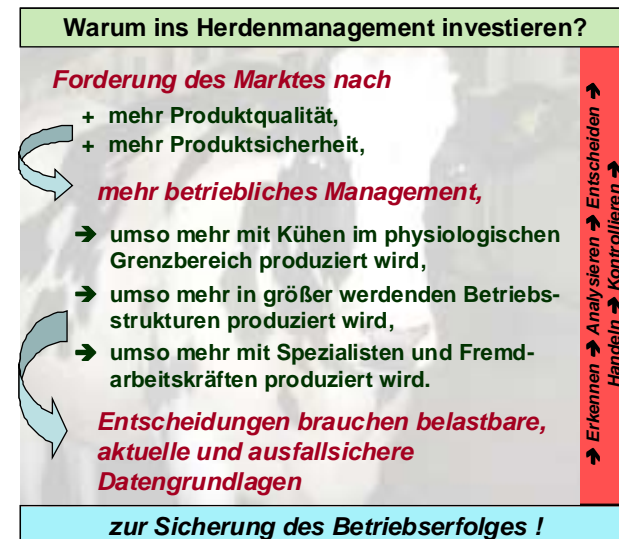 Warum ins Herdenmanagement investieren?
Forderung des Marktes nach
+ mehr Produktqualität,
+ mehr Produktsicherheit,
mehr betriebliches Management,
➔ umso mehr mit Kühen im physiologischen
Grenzbereich produziert wird,
➔ umso mehr in größer werdenden Betriebs-
strukturen produziert wird,
➔ umso mehr mit Spezialisten und Fremd-
arbeitskräften produziert wird.
Entscheidungen brauchen belastbare,
aktuelle und ausfallsichere
Datengrundlagen
➔ Erkennen ➔ Analysieren ➔ Entscheiden ➔
Handeln ➔ Kontrollieren ➔
zur Sicherung des Betriebserfolges !